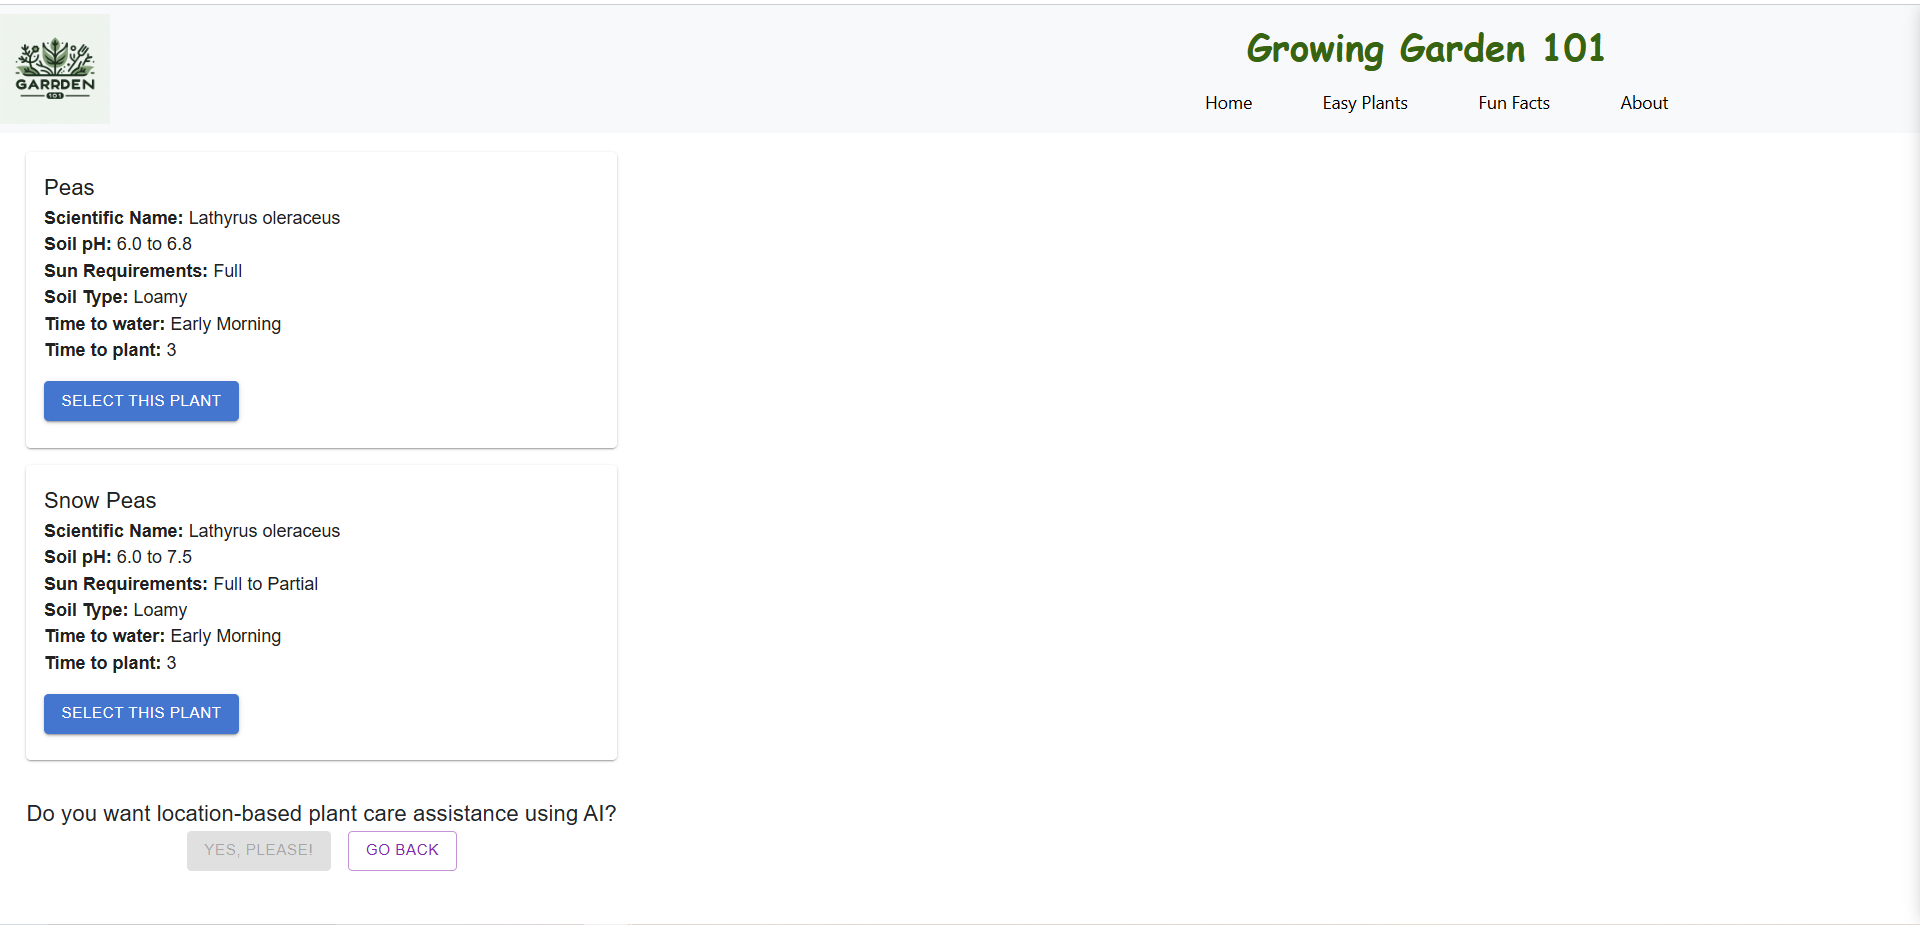 GARRDEN
101
Growing Garden 101
Home Easy Plants Fun Facts About
Peas
Scientific Name: Lathyrus oleraceus
Soil pH: 6.0 to 6.8
Sun Requirements: Full
Soil Type: Loamy
Time to water: Early Morning
Time to plant: 3
SELECT THIS PLANT
Snow Peas
Scientific Name: Lathyrus oleraceus
Soil pH: 6.0 to 7.5
Sun Requirements: Full to Partial
Soil Type: Loamy
Time to water: Early Morning
Time to plant: 3
SELECT THIS PLANT
Do you want location-based plant care assistance using AI?
YES, PLEASE! GO BACK